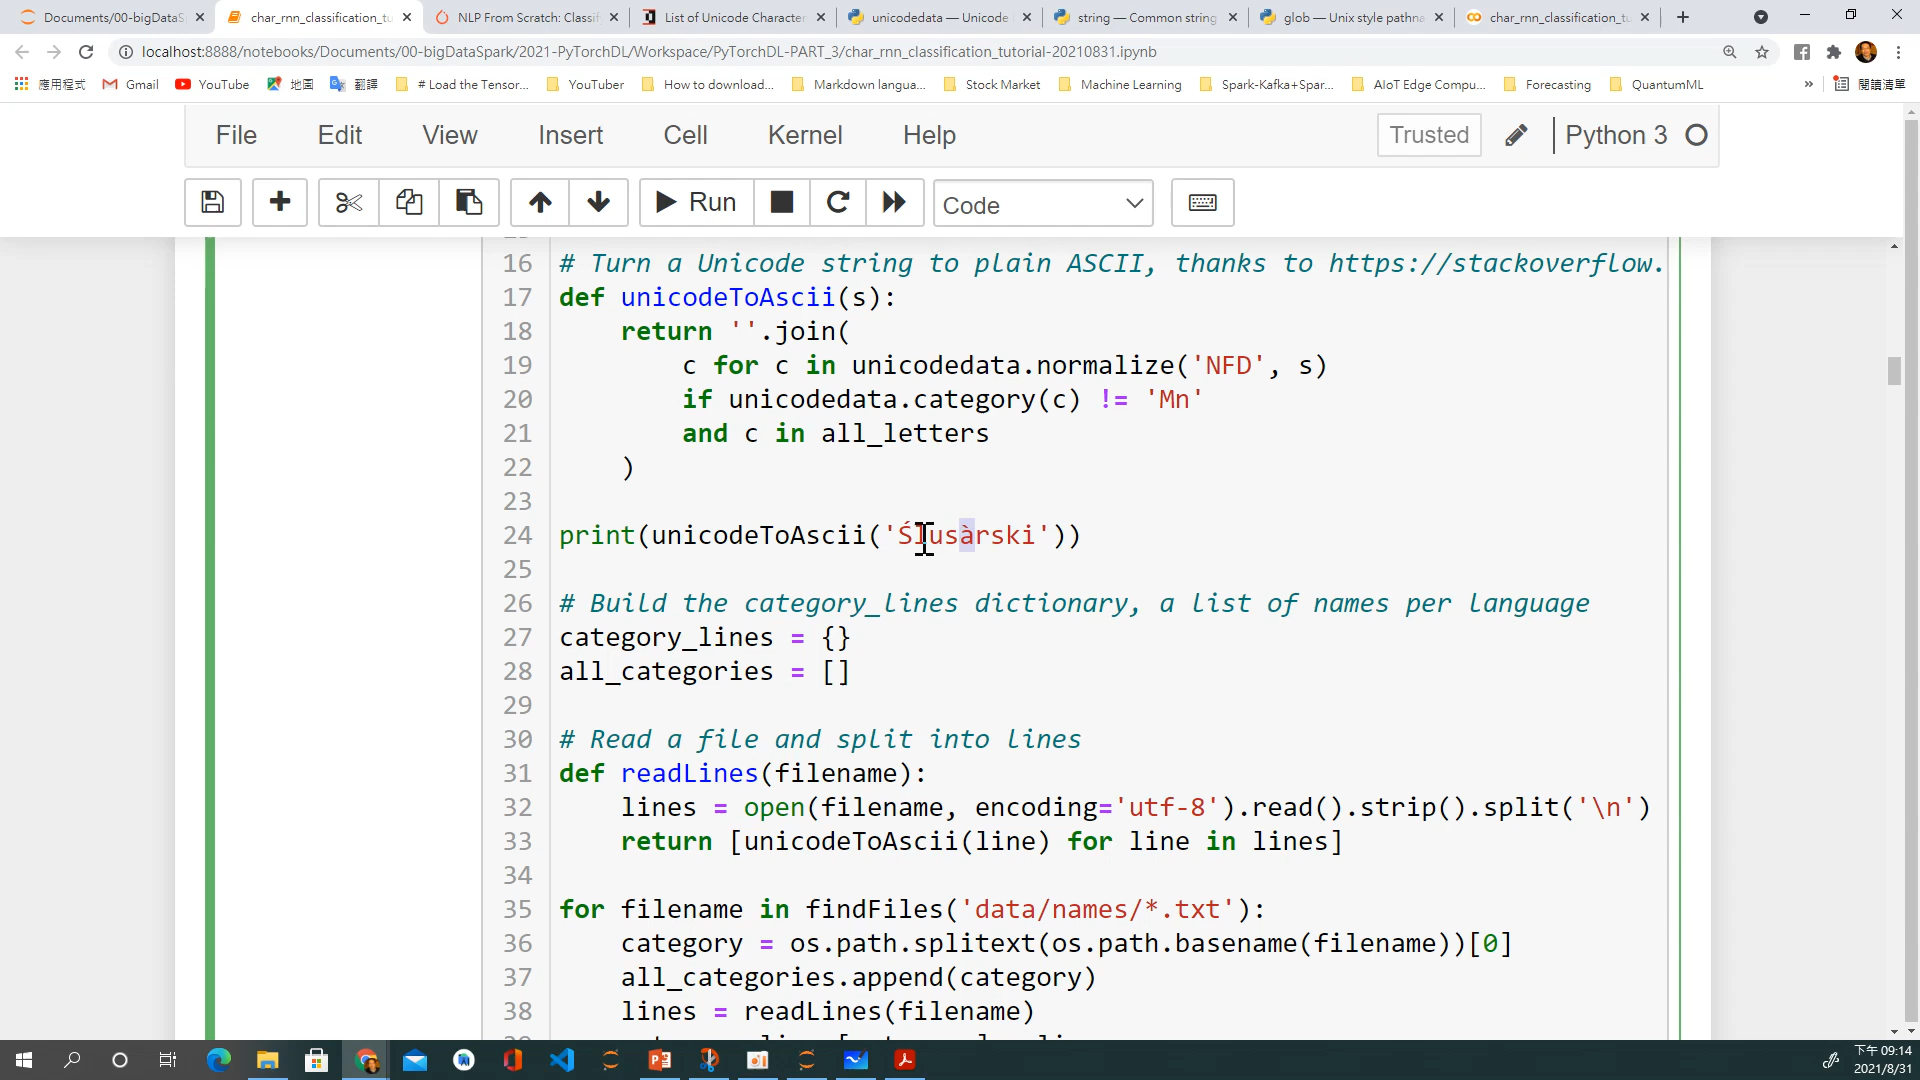 Documents/00-bigDataS
char_rnn_classification_tu
NLP From Scratch: Classif
List of Unicode Character
unicodedata — Unicode
string — Common string
glob — Unix style pathna
char_rnn_classification_tu
localhost:8888/notebooks/Documents/00-bigDataSpark/2021-PyTorchDL/Workspace/PyTorchDL-PART_3/char_rnn_classification_tutorial-20210831.ipynb
應用程式
Gmail
YouTube
地圖
翻譯
# Load the Tensor...
YouTuber
How to download...
Markdown langua...
Stock Market
Machine Learning
Spark-Kafka+Spar...
AIoT Edge Compu...
Forecasting
QuantumML
»
閱讀清單
File Edit View Insert Cell Kernel Help
Trusted
Python 3
Run
Code
16 # Turn a Unicode string to plain ASCII, thanks to https://stackoverflow.
17 def unicodeToAscii(s):
18     return ''.join(
19         c for c in unicodedata.normalize('NFD', s)
20         if unicodedata.category(c) != 'Mn'
21         and c in all_letters
22     )
23
24 print(unicodeToAscii('Ślusàrski'))
25
26 # Build the category_lines dictionary, a list of names per language
27 category_lines = {}
28 all_categories = []
29
30 # Read a file and split into lines
31 def readLines(filename):
32     lines = open(filename, encoding='utf-8').read().strip().split('\n')
33     return [unicodeToAscii(line) for line in lines]
34
35 for filename in findFiles('data/names/*.txt'):
36     category = os.path.splitext(os.path.basename(filename))[0]
37     all_categories.append(category)
38     lines = readLines(filename)
下午 09:14
2021/8/31